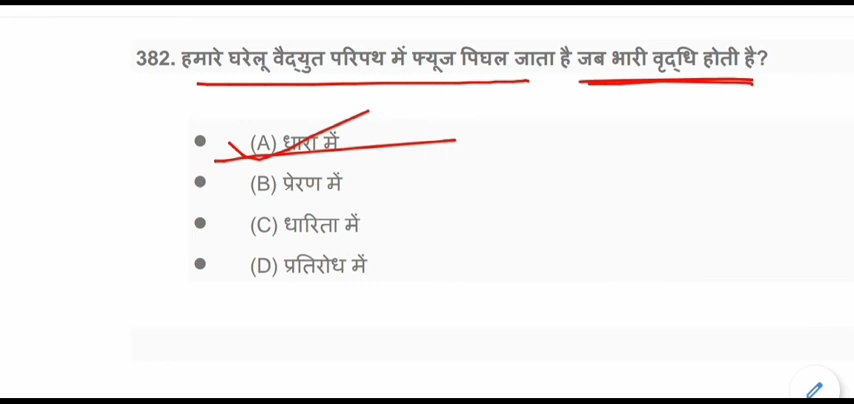 382. हमारे घरेलू वैद्युत परिपथ में फ्यूज पिघल जाता है जब भारी वृद्धि होती है?
(A) धारा में
(B) प्रेरण में
(C) धारिता में
(D) प्रतिरोध में